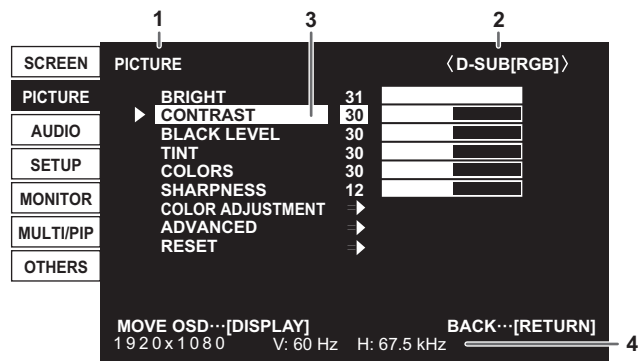 1 3 2
SCREEN
PICTURE
AUDIO
SETUP
MONITOR
MULTI/PIP
OTHERS
PICTURE 〈D-SUB[RGB]〉
BRIGHT 31
CONTRAST 30
BLACK LEVEL 30
TINT 30
COLORS 30
SHARPNESS 12
COLOR ADJUSTMENT
ADVANCED
RESET
MOVE OSD···[DISPLAY] BACK···[RETURN]
1920x1080 V: 60 Hz H: 67.5 kHz 4